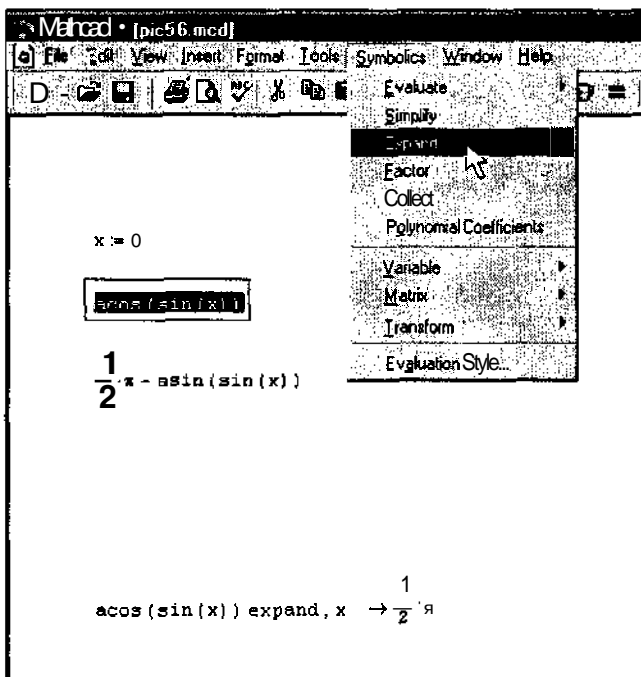 Mathcad • [pic56.mcd]
File Edit View Insert Format Tools Symbolics Window Help
D
Evaluate
Simplify
Expand
Factor
Collect
Polynomial Coefficients
Variable
Matrix
Transform
Evaluation Style...
x := 0
acos(sin(x))
1/2 · π - asin(sin(x))
acos(sin(x)) expand, x → 1/2 · я